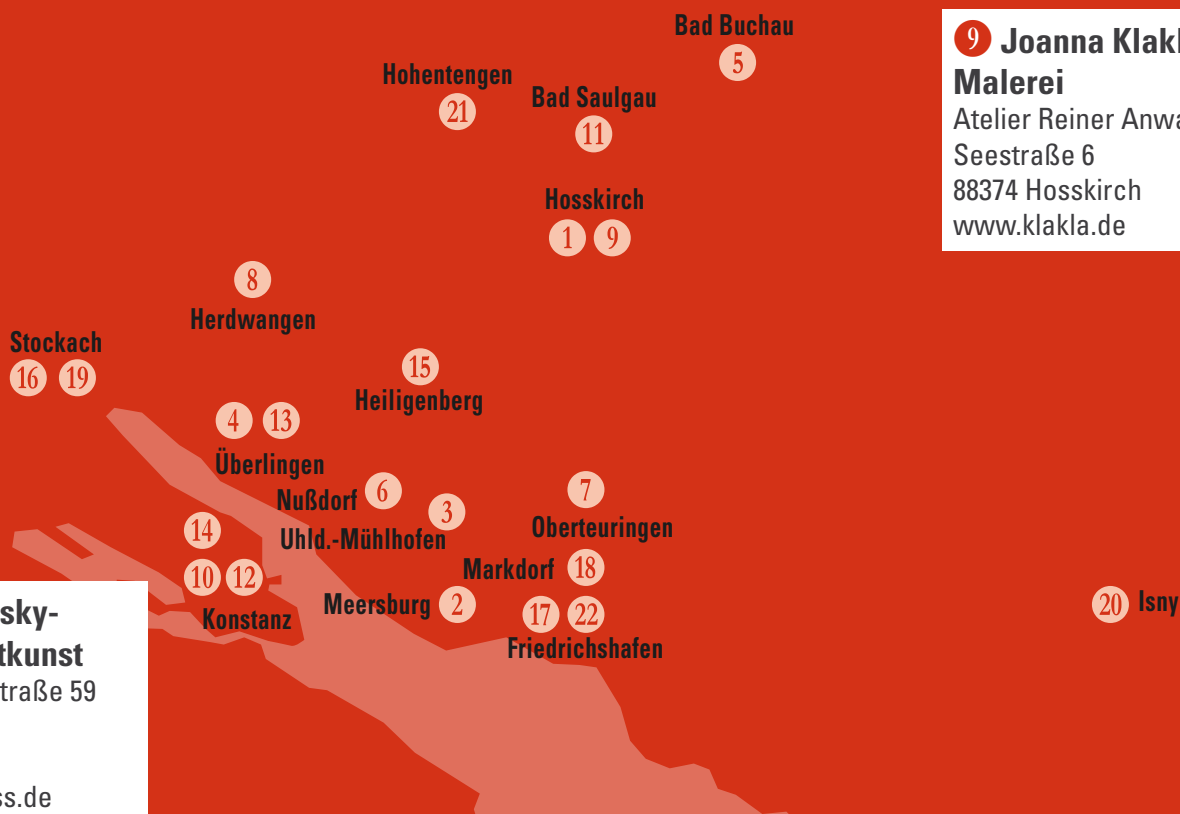 Bad Buchau
5
Hohentengen
21
Bad Saulgau
11
Hosskirch
1 9
8
Herdwangen
Stockach
16 19
15
Heiligenberg
4 13
Überlingen
Nußdorf 6
3
Uhld.-Mühlhofen
7
Oberteuringen
14
10 12
Konstanz
Markdorf 18
Meersburg 2
17 22
Friedrichshafen
20 Isny
9 Joanna Klakl
Malerei
Atelier Reiner Anwa
Seestraße 6
88374 Hosskirch
www.klakla.de
sky-
tkunst
traße 59
ss.de